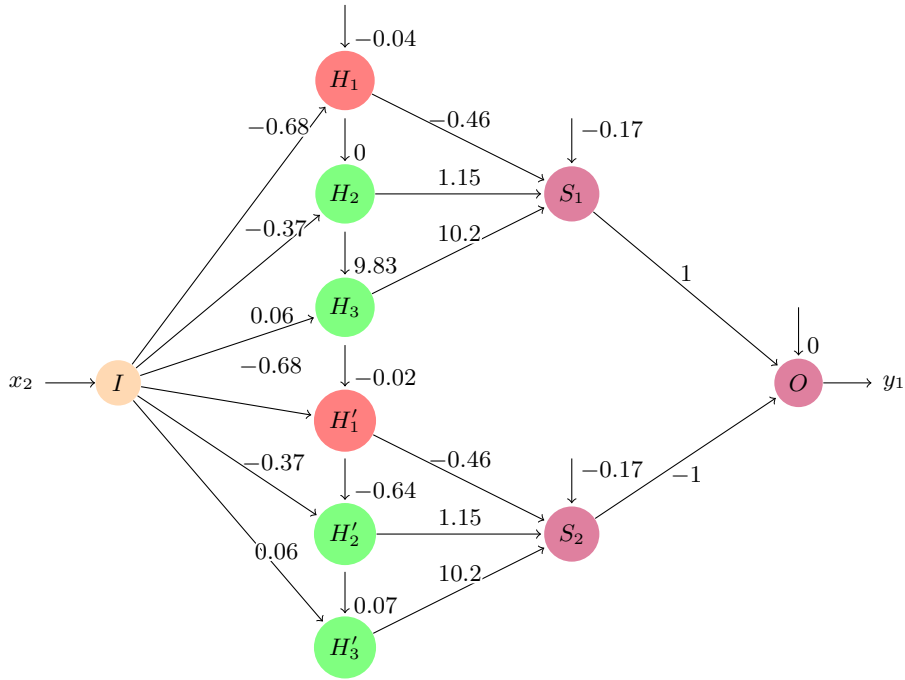 −0.04
H₁
−0.46
−0.17
−0.68
0
H₂
1.15
S₁
−0.37
10.2
9.83
1
H₃
0.06
0
−0.68
−0.02
x₂
I
O
y₁
H′₁
−0.46
−0.37
−0.17
−1
−0.64
1.15
H′₂
S₂
0.06
10.2
0.07
H′₃